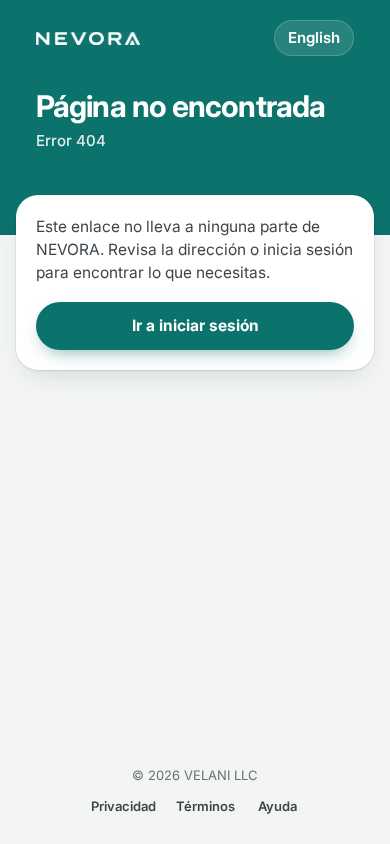 NEVORA
English
Página no encontrada
Error 404
Este enlace no lleva a ninguna parte de
NEVORA. Revisa la dirección o inicia sesión
para encontrar lo que necesitas.
Ir a iniciar sesión
© 2026 VELANI LLC
Privacidad Términos Ayuda